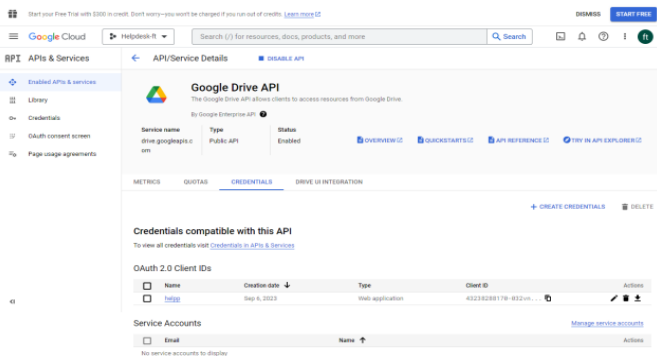 Start your Free Trial with $300 in credit. Don't worry—you won't be charged if you run out of credits. Learn more
DISMISS
START FREE
Google Cloud
Helpdesk-ft
Search (/) for resources, docs, products, and more
Search
ft
API APIs & Services
API/Service Details
DISABLE API
Enabled APIs & services
Library
Credentials
OAuth consent screen
Page usage agreements
Google Drive API
The Google Drive API allows clients to access resources from Google Drive.
By Google Enterprise API
Service name
Type
Status
drive.googleapis.c
om
Public API
Enabled
OVERVIEW
QUICKSTARTS
API REFERENCE
TRY IN API EXPLORER
METRICS
QUOTAS
CREDENTIALS
DRIVE UI INTEGRATION
+ CREATE CREDENTIALS
DELETE
Credentials compatible with this API
To view all credentials visit Credentials in APIs & Services
OAuth 2.0 Client IDs
Name
Creation date
Type
Client ID
Actions
helpp
Sep 6, 2023
Web application
Service Accounts
Manage service accounts
Email
Name
Actions
No service accounts to display